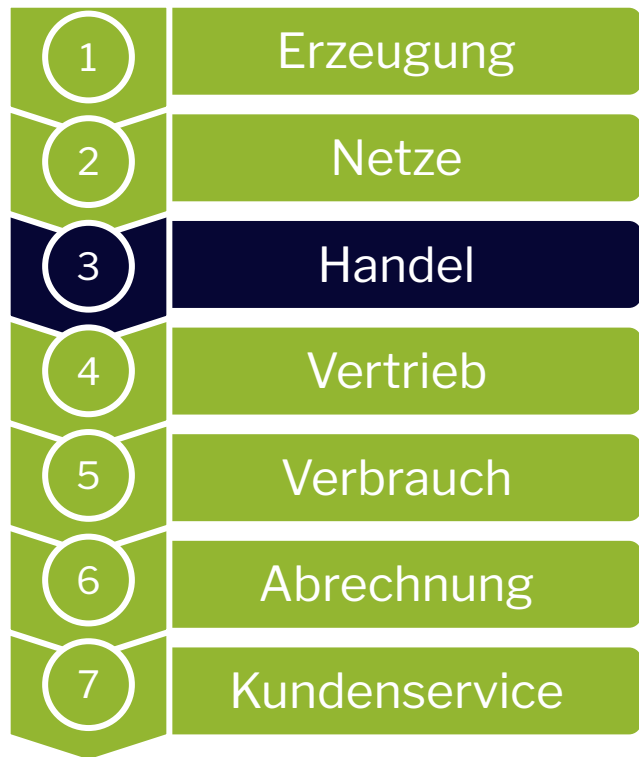 1 Erzeugung
2 Netze
3 Handel
4 Vertrieb
5 Verbrauch
6 Abrechnung
7 Kundenservice